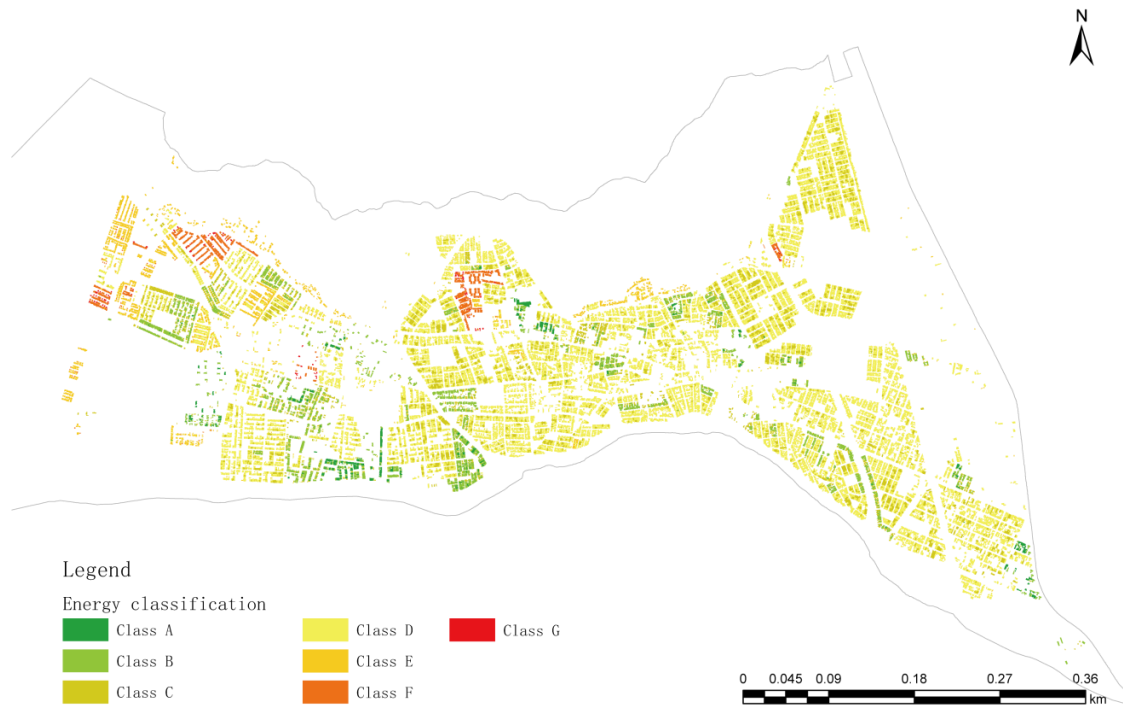 N
Legend
Energy classification
Class A
Class D
Class G
Class B
Class E
Class C
Class F
0 0.045 0.09 0.18 0.27 0.36
km